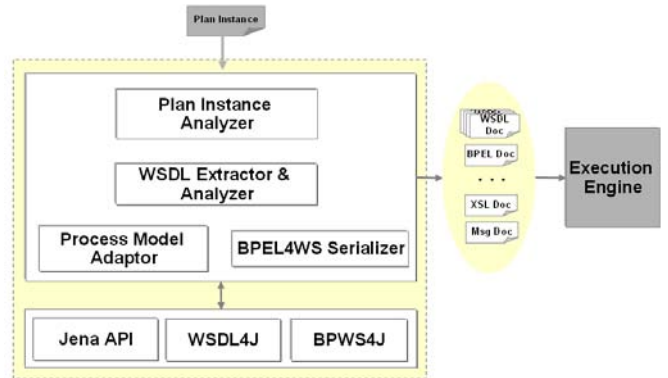 Plan Instance
Plan Instance
Analyzer
WSDL Extractor &
Analyzer
Process Model
Adaptor
BPEL4WS Serializer
Jena API
WSDL4J
BPWS4J
WSDL
Doc
BPEL Doc
. . .
XSL Doc
Msg Doc
Execution
Engine